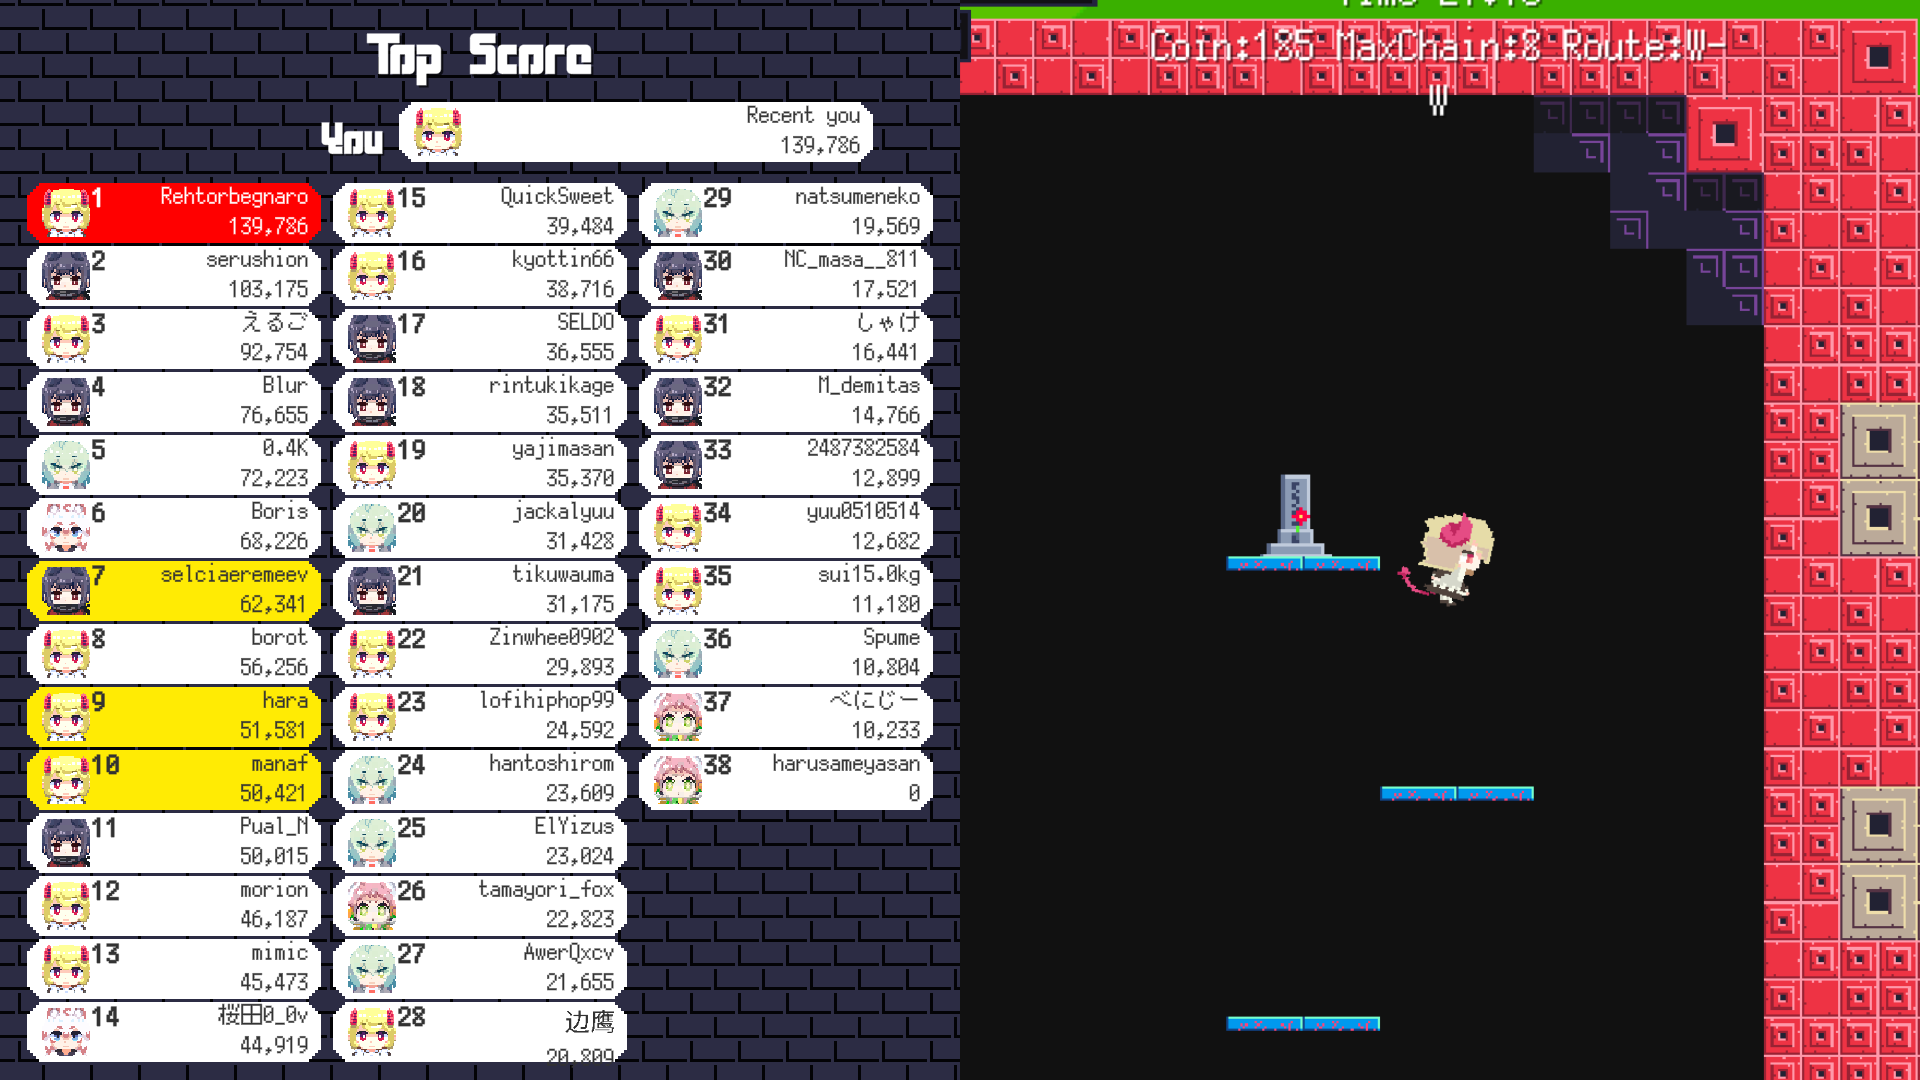 Top Score
You
Recent you
139,786
1 Rehtorbegnaro
139,786
2 serushion
103,175
3 えるご
92,754
4 Blur
76,655
5 0.4K
72,223
6 Boris
68,226
7 selciaeremeev
62,341
8 borot
56,256
9 hara
51,581
10 manaf
50,421
11 Pual_N
50,015
12 morion
46,187
13 mimic
45,473
14 桜田0_0v
44,919
15 QuickSweet
39,484
16 kyottin66
38,716
17 SELDO
36,555
18 rintukikage
35,511
19 yajimasan
35,370
20 jackalyuu
31,428
21 tikuwauma
31,175
22 Zinwhee0902
29,893
23 lofihiphop99
24,592
24 hantoshirom
23,609
25 ElYizus
23,024
26 tamayori_fox
22,823
27 AwerQxcv
21,655
28 边鹰
20,809
29 natsumeneko
19,569
30 NC_masa__811
17,521
31 しゃけ
16,441
32 M_demitas
14,766
33 2487382584
12,899
34 yuu0510514
12,682
35 sui15.0kg
11,180
36 Spume
10,804
37 べにじー
10,233
38 harusameyasan
0
Time
Coin:185 MaxChain:8 Route:W-
W